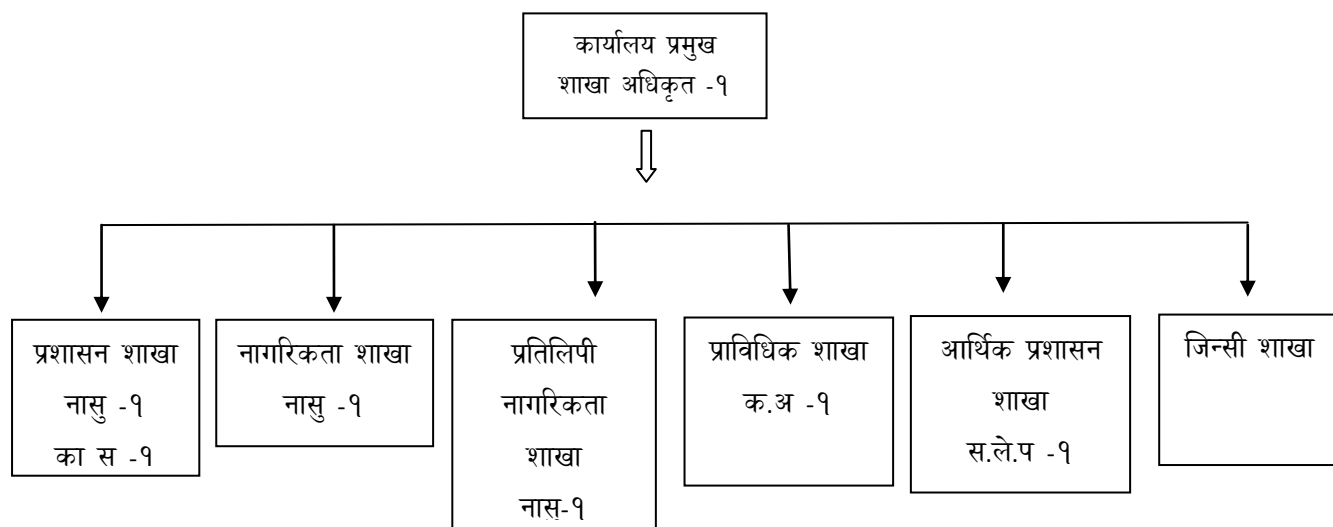 कार्यालय प्रमुख
शाखा अधिकृत -१
प्रशासन शाखा
नासु -१
का स -१
नागरिकता शाखा
नासु -१
प्रतिलिपी
नागरिकता
शाखा
नासु-१
प्राविधिक शाखा
क.अ -१
आर्थिक प्रशासन
शाखा
स.ले.प -१
जिन्सी शाखा